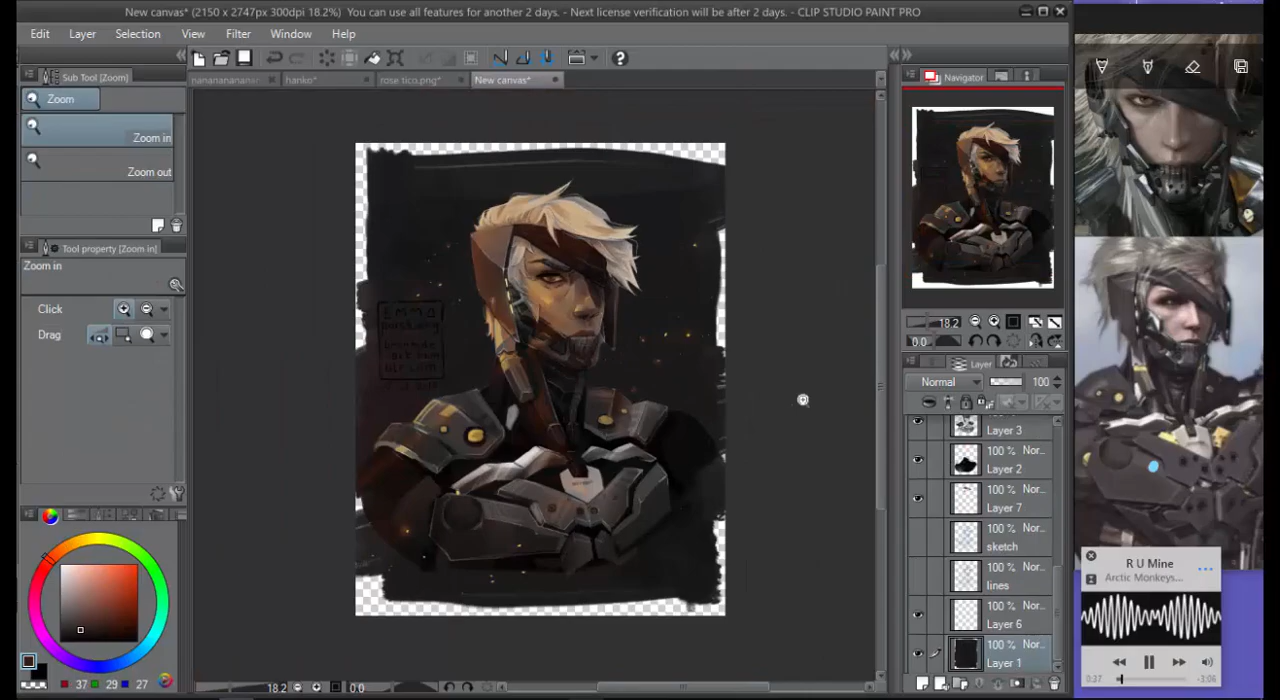 New canvas* (2150 x 2747px 300dpi 18.2%)  You can use all features for another 2 days. - Next license verification will be after 2 days. - CLIP STUDIO PAINT PRO
Edit Layer Selection View Filter Window Help
Sub Tool [Zoom]
nanananananan
hanko*
rose tico.png*
New canvas*
Navigator
Zoom
Zoom in
Zoom out
Tool property [Zoom in]
Zoom in
Click
Drag
18.2
0.0
Layer
Normal
100
Layer 3
100 % Nor...
Layer 2
100 % Nor...
Layer 7
100 % Nor...
sketch
100 % Nor...
lines
100 % Nor...
Layer 6
100 % Nor...
Layer 1
37 29 27
18.2
0.0
R U Mine
Arctic Monkeys...
0:37
-3:06